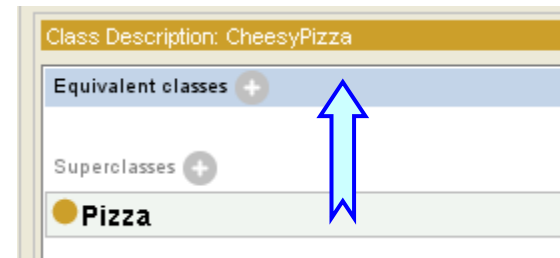 Class Description: CheesyPizza
Equivalent classes
Superclasses
Pizza